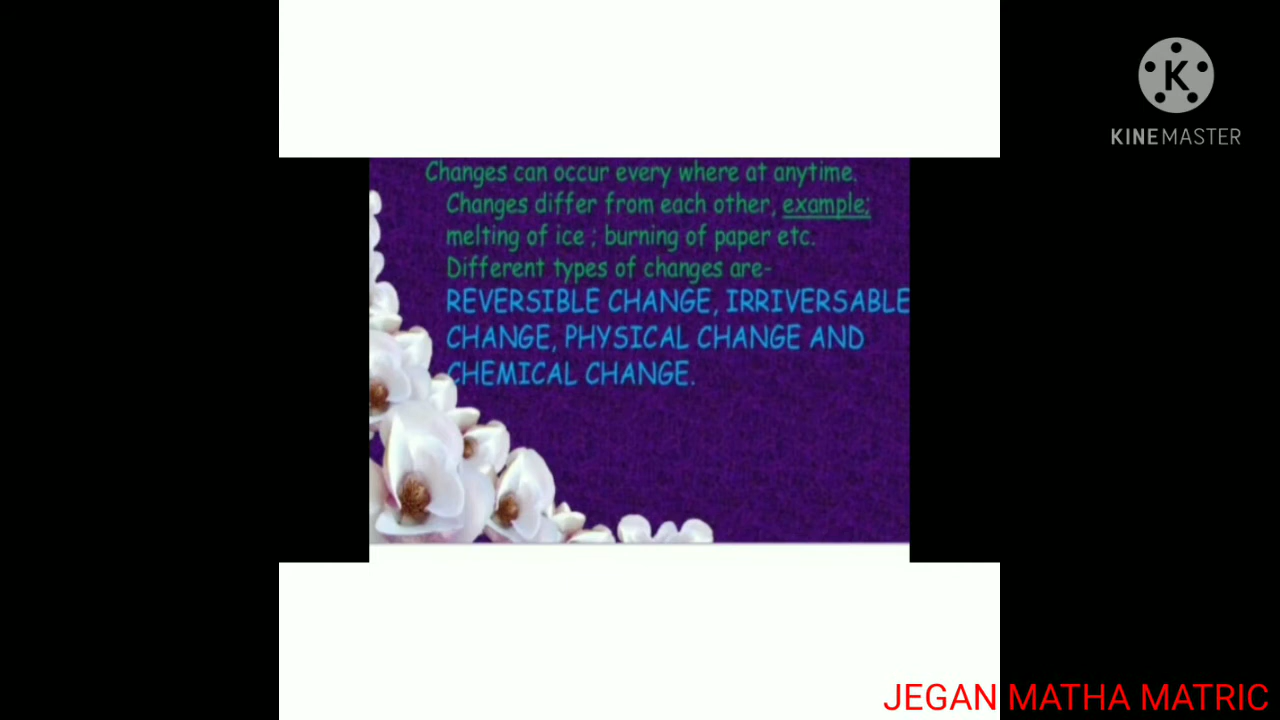 KINEMASTER
Changes can occur every where at anytime.
Changes differ from each other, example;
melting of ice ; burning of paper etc.
Different types of changes are-
REVERSIBLE CHANGE, IRRIVERSABLE
CHANGE, PHYSICAL CHANGE AND
CHEMICAL CHANGE.
JEGAN MATHA MATRIC